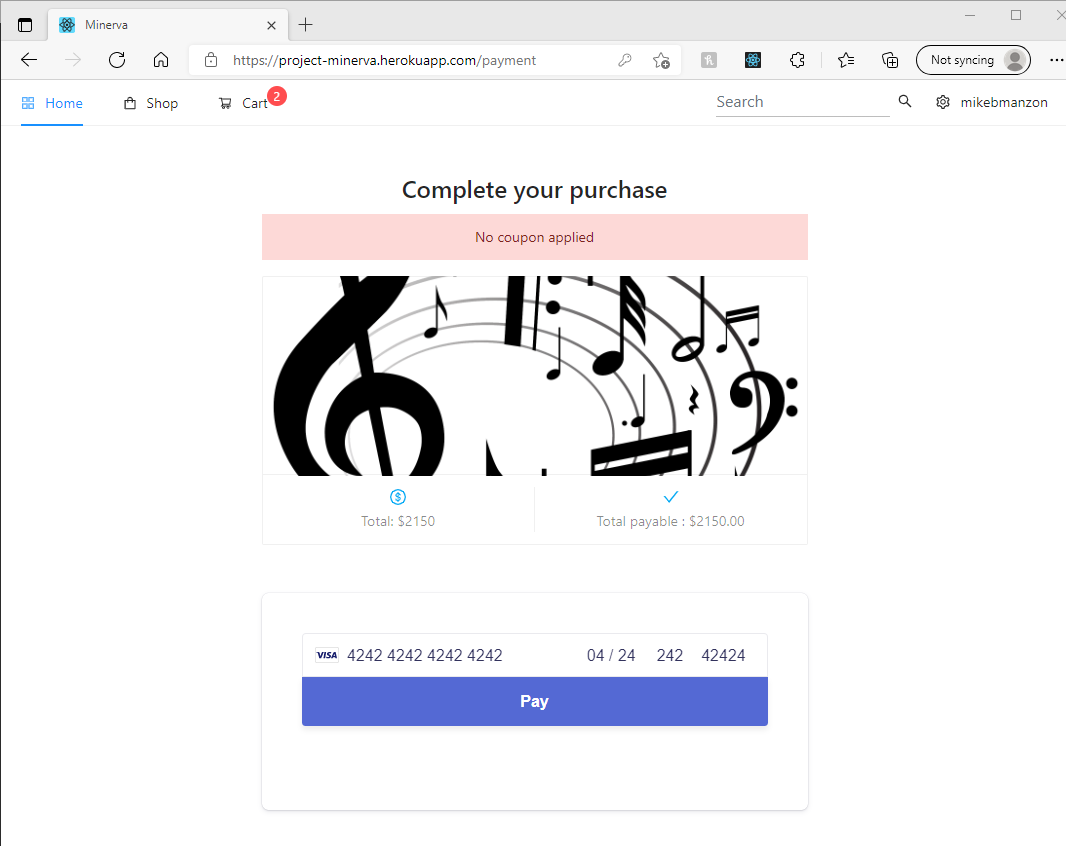 Minerva
https://project-minerva.herokuapp.com/payment
Not syncing
Home
Shop
Cart
2
Search
mikebmanzon
Complete your purchase
No coupon applied
Total: $2150
Total payable : $2150.00
VISA 4242 4242 4242 4242 04 / 24 242 42424
Pay